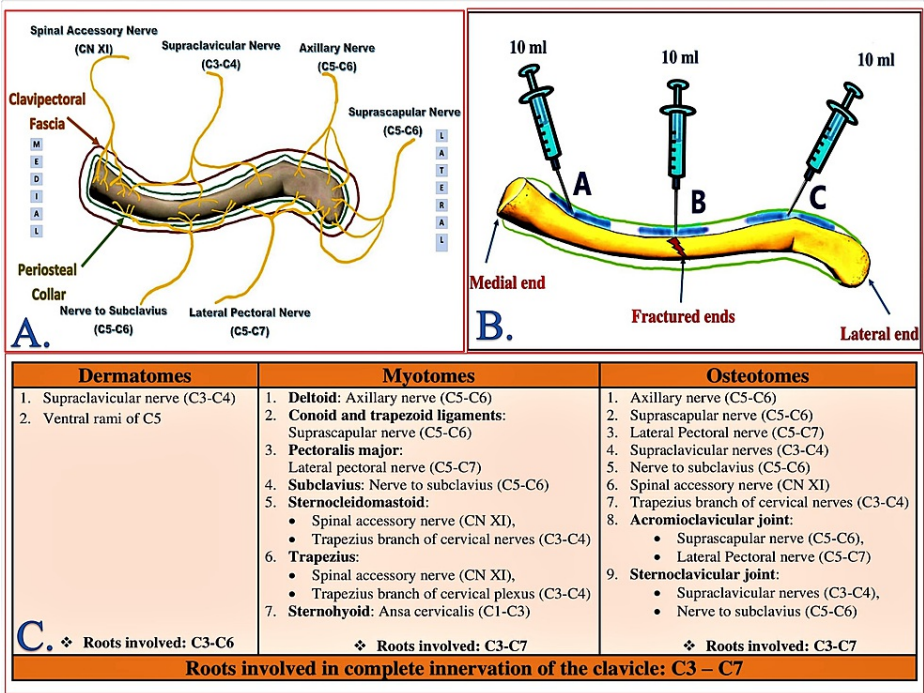 Spinal Accessory Nerve
(CN XI)
Supraclavicular Nerve
(C3-C4)
Axillary Nerve
(C5-C6)
Suprascapular Nerve
(C5-C6)
Clavipectoral
Fascia
M
E
D
I
A
L
L
A
T
E
R
A
L
Periosteal
Collar
Nerve to Subclavius
(C5-C6)
Lateral Pectoral Nerve
(C5-C7)
A.
10 ml
10 ml
10 ml
A
B
C
Medial end
Fractured ends
Lateral end
B.
Dermatomes
1. Supraclavicular nerve (C3-C4)
2. Ventral rami of C5
❖ Roots involved: C3-C6
Myotomes
1. Deltoid: Axillary nerve (C5-C6)
2. Conoid and trapezoid ligaments:
Suprascapular nerve (C5-C6)
3. Pectoralis major:
Lateral pectoral nerve (C5-C7)
4. Subclavius: Nerve to subclavius (C5-C6)
5. Sternocleidomastoid:
• Spinal accessory nerve (CN XI),
• Trapezius branch of cervical nerves (C3-C4)
6. Trapezius:
• Spinal accessory nerve (CN XI),
• Trapezius branch of cervical plexus (C3-C4)
7. Sternohyoid: Ansa cervicalis (C1-C3)
❖ Roots involved: C3-C7
Osteotomes
1. Axillary nerve (C5-C6)
2. Suprascapular nerve (C5-C6)
3. Lateral Pectoral nerve (C5-C7)
4. Supraclavicular nerves (C3-C4)
5. Nerve to subclavius (C5-C6)
6. Spinal accessory nerve (CN XI)
7. Trapezius branch of cervical nerves (C3-C4)
8. Acromioclavicular joint:
• Suprascapular nerve (C5-C6),
• Lateral Pectoral nerve (C5-C7)
9. Sternoclavicular joint:
• Supraclavicular nerves (C3-C4),
• Nerve to subclavius (C5-C6)
❖ Roots involved: C3-C7
C.
Roots involved in complete innervation of the clavicle: C3 – C7